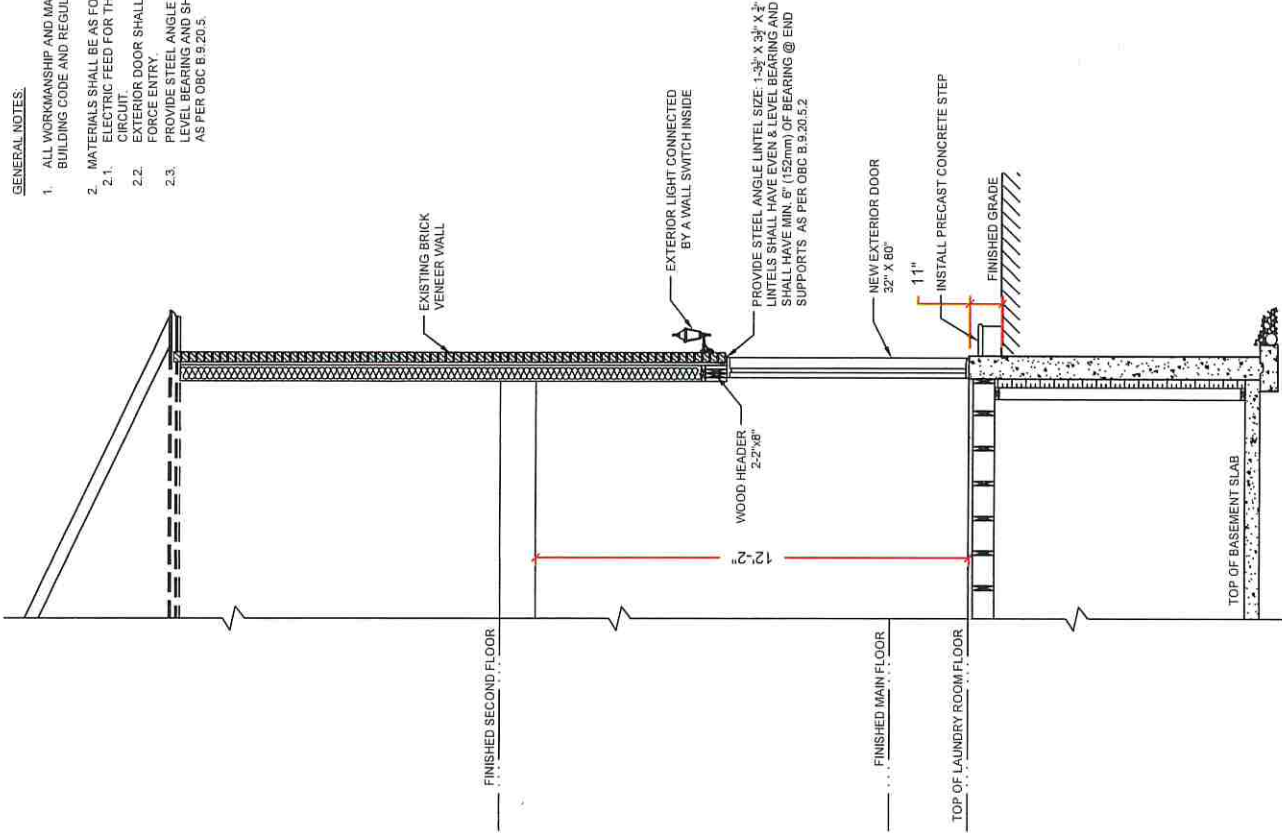 GENERAL NOTES:
1. ALL WORKMANSHIP AND MA
BUILDING CODE AND REGUL
2. MATERIALS SHALL BE AS FO
2.1. ELECTRIC FEED FOR TH
CIRCUIT.
2.2. EXTERIOR DOOR SHALL
FORCE ENTRY.
2.3. PROVIDE STEEL ANGLE
LEVEL BEARING AND SH
AS PER OBC B.9.20.5.
EXISTING BRICK
VENEER WALL
EXTERIOR LIGHT CONNECTED
BY A WALL SWITCH INSIDE
PROVIDE STEEL ANGLE LINTEL SIZE: 1-3½" X 3½" X ¼"
LINTELS SHALL HAVE EVEN & LEVEL BEARING AND
SHALL HAVE MIN. 6" (152mm) OF BEARING @ END
SUPPORTS AS PER OBC B.9.20.5.2
NEW EXTERIOR DOOR
32" X 80"
11"
INSTALL PRECAST CONCRETE STEP
FINISHED GRADE
WOOD HEADER
2-2"x8"
12'-2"
TOP OF BASEMENT SLAB
FINISHED SECOND FLOOR
FINISHED MAIN FLOOR
TOP OF LAUNDRY ROOM FLOOR